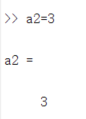 >> a2=3
a2 =
3